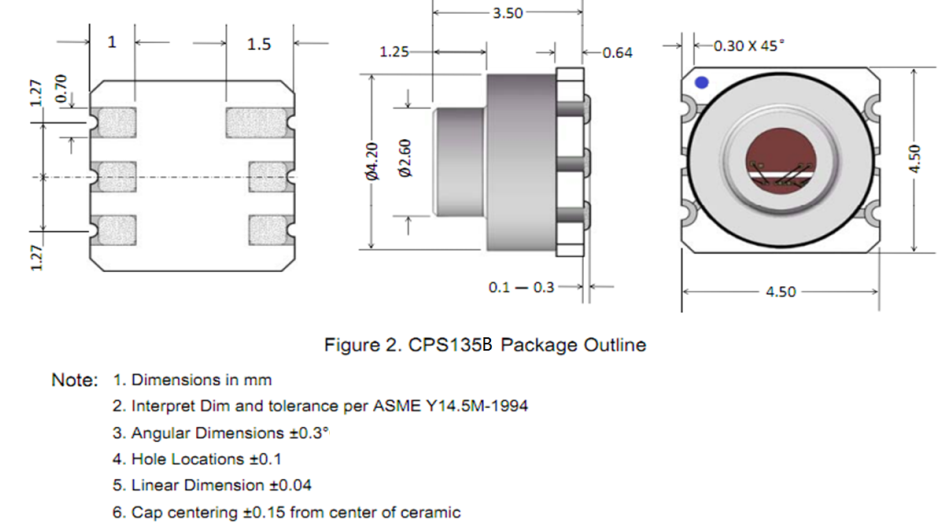 3.50
1
1.5
1.25
0.64
0.30 X 45°
1.27
0.70
Ø4.20
Ø2.60
4.50
1.27
0.1 — 0.3
4.50
Figure 2. CPS135B Package Outline
Note: 1. Dimensions in mm
2. Interpret Dim and tolerance per ASME Y14.5M-1994
3. Angular Dimensions ±0.3°
4. Hole Locations ±0.1
5. Linear Dimension ±0.04
6. Cap centering ±0.15 from center of ceramic